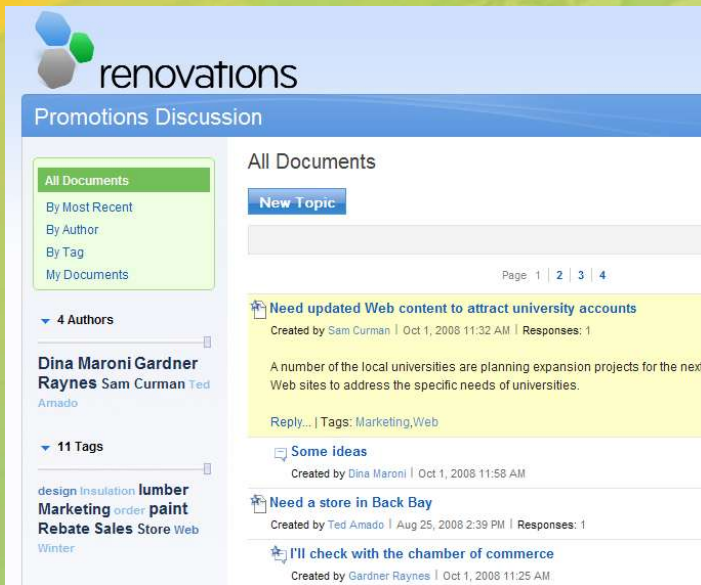 renovations
Promotions Discussion
All Documents
By Most Recent
By Author
By Tag
My Documents
4 Authors
Dina Maroni Gardner
Raynes Sam Curman Ted
Amado
11 Tags
design Insulation lumber
Marketing order paint
Rebate Sales Store Web
Winter
All Documents
New Topic
Page 1 | 2 | 3 | 4
Need updated Web content to attract university accounts
Created by Sam Curman | Oct 1, 2008 11:32 AM | Responses: 1
A number of the local universities are planning expansion projects for the next
Web sites to address the specific needs of universities.
Reply... | Tags: Marketing,Web
Some ideas
Created by Dina Maroni | Oct 1, 2008 11:58 AM
Need a store in Back Bay
Created by Ted Amado | Aug 25, 2008 2:39 PM | Responses: 1
I'll check with the chamber of commerce
Created by Gardner Raynes | Oct 1, 2008 11:25 AM